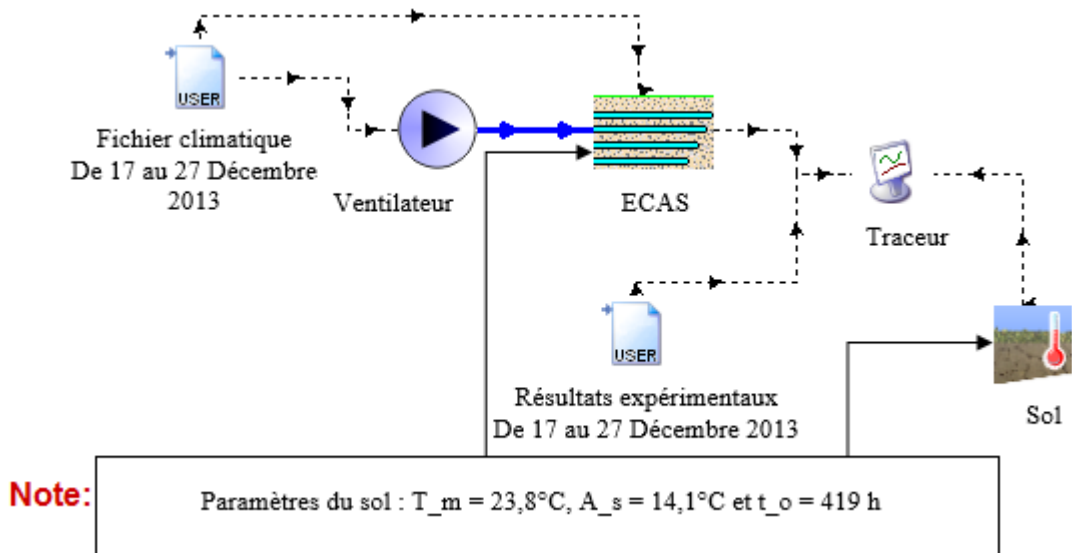 USER
Fichier climatique
De 17 au 27 Décembre
2013
Ventilateur
ECAS
Traceur
USER
Résultats expérimentaux
De 17 au 27 Décembre 2013
Sol
Note:
Paramètres du sol : T_m = 23,8°C, A_s = 14,1°C et t_o = 419 h